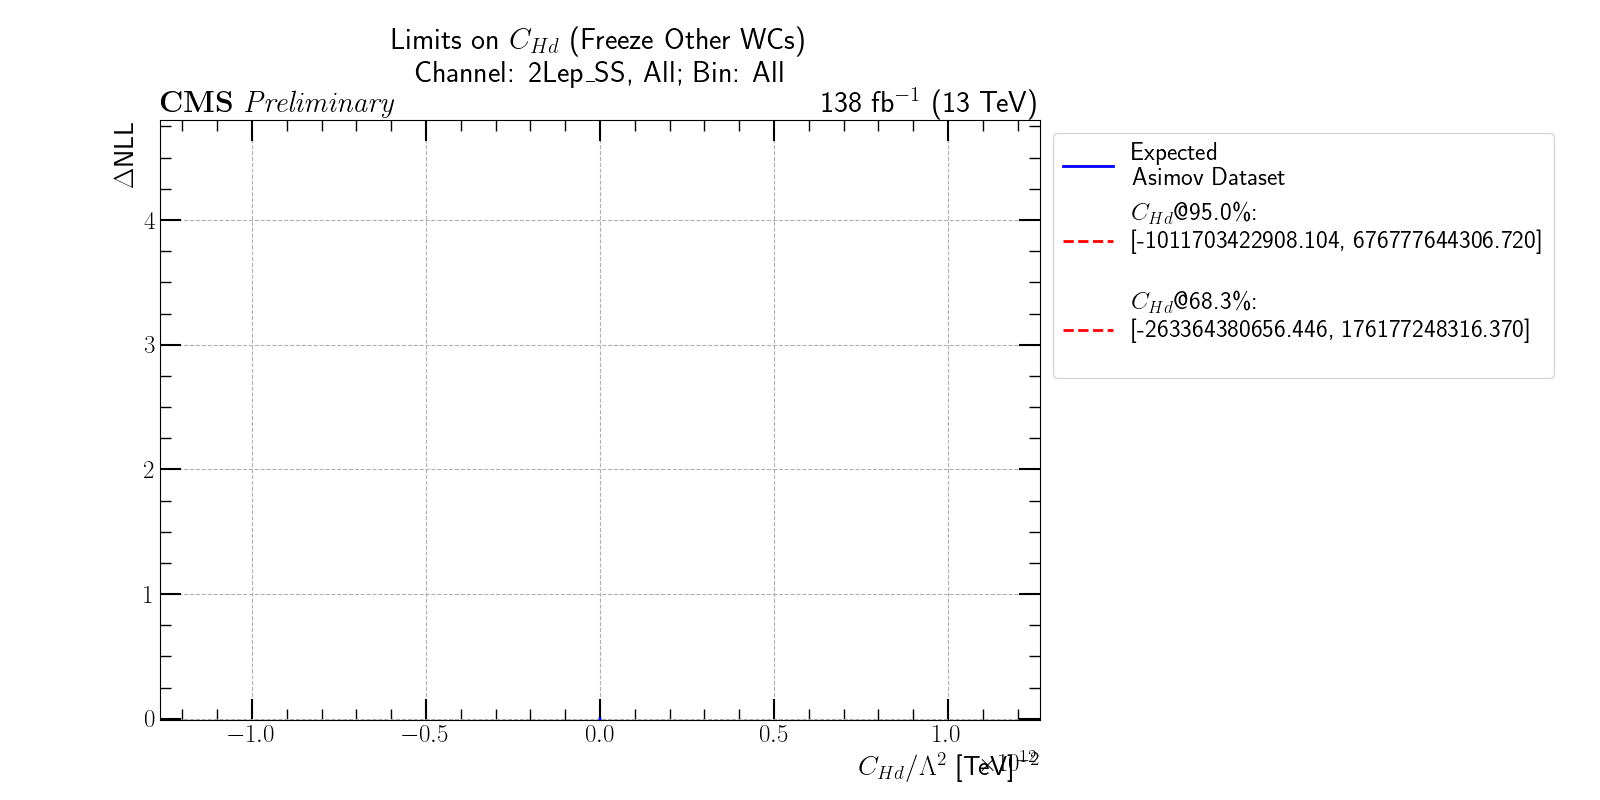 Limits on C_{Hd} (Freeze Other WCs)
Channel: 2Lep_SS, All; Bin: All
CMS Preliminary 138 fb^{-1} (13 TeV)
ΔNLL
4
3
2
1
0
−1.0 −0.5 0.0 0.5 1.0
×10^{12}
C_{Hd}/Λ^{2} [TeV]^{-2}
Expected
Asimov Dataset
C_{Hd}@95.0%:
[-1011703422908.104, 676777644306.720]
C_{Hd}@68.3%:
[-263364380656.446, 176177248316.370]